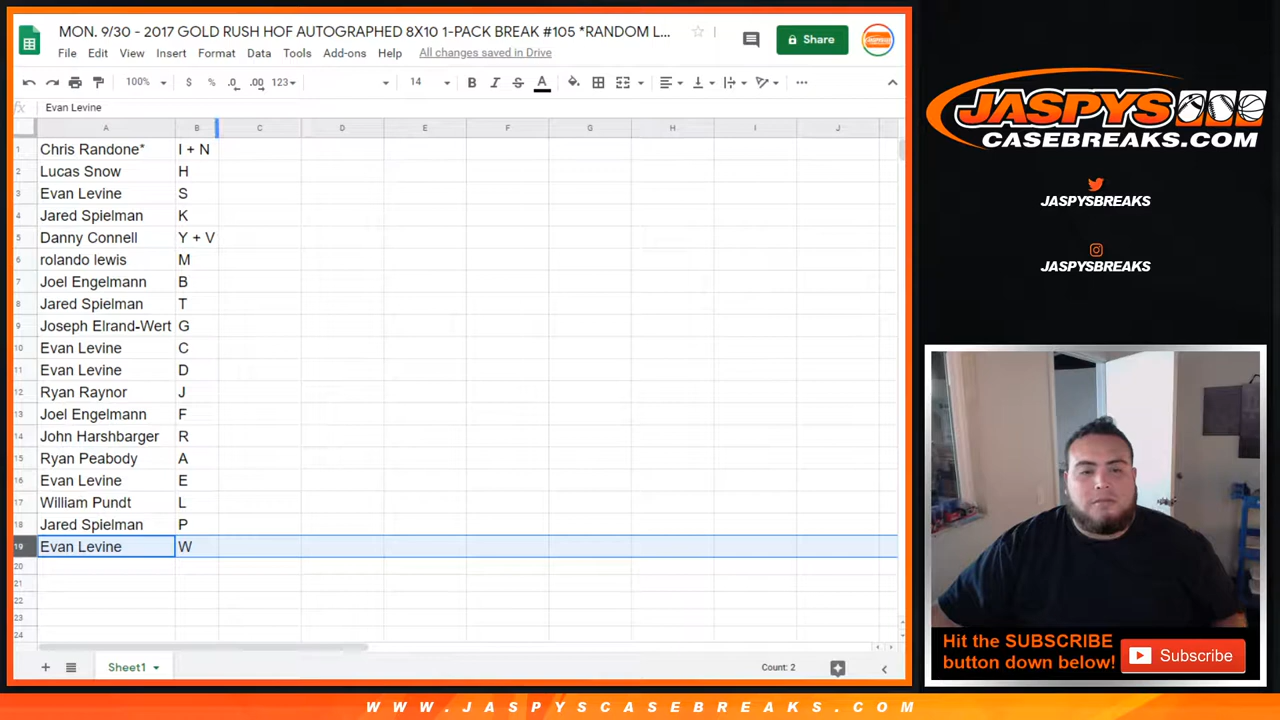 MON. 9/30 - 2017 GOLD RUSH HOF AUTOGRAPHED 8X10 1-PACK BREAK #105 *RANDOM L...
Share
File Edit View Insert Format Data Tools Add-ons Help All changes saved in Drive
100% $ % .0 .00 123 14 B I S A
fx Evan Levine
A B C D E F G H I J
1 Chris Randone* I + N
2 Lucas Snow H
3 Evan Levine S
4 Jared Spielman K
5 Danny Connell Y + V
6 rolando lewis M
7 Joel Engelmann B
8 Jared Spielman T
9 Joseph Elrand-Wert G
10 Evan Levine C
11 Evan Levine D
12 Ryan Raynor J
13 Joel Engelmann F
14 John Harshbarger R
15 Ryan Peabody A
16 Evan Levine E
17 William Pundt L
18 Jared Spielman P
19 Evan Levine W
20
21
22
23
24
Sheet1 Count: 2
JASPYS
CASEBREAKS.COM
JASPYSBREAKS
JASPYSBREAKS
Hit the SUBSCRIBE
button down below!
Subscribe
WWW.JASPYSCASEBREAKS.COM